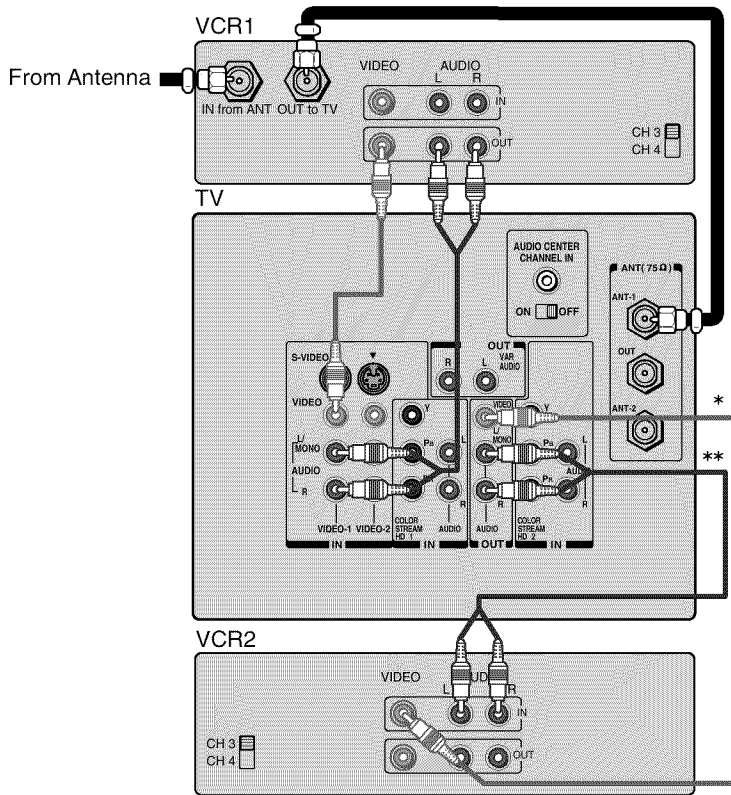 VCR1
From Antenna
IN from ANT OUT to TV
VIDEO AUDIO
L R
IN
OUT
CH 3
CH 4
TV
AUDIO CENTER
CHANNEL IN
ON OFF
ANT(75Ω)
ANT-1
OUT
ANT-2
S-VIDEO
VIDEO
L/
MONO
AUDIO
R
VIDEO-1 VIDEO-2
IN
OUT
VAR
AUDIO
R L
Y
PB
L
R
COLOR
STREAM
HD 1
AUDIO
IN
VIDEO
L/
MONO
R
AUDIO
OUT
Y
PB
PR
L
R
COLOR
STREAM
HD 2
IN
*
**
VCR2
VIDEO
L R
IN
OUT
CH 3
CH 4